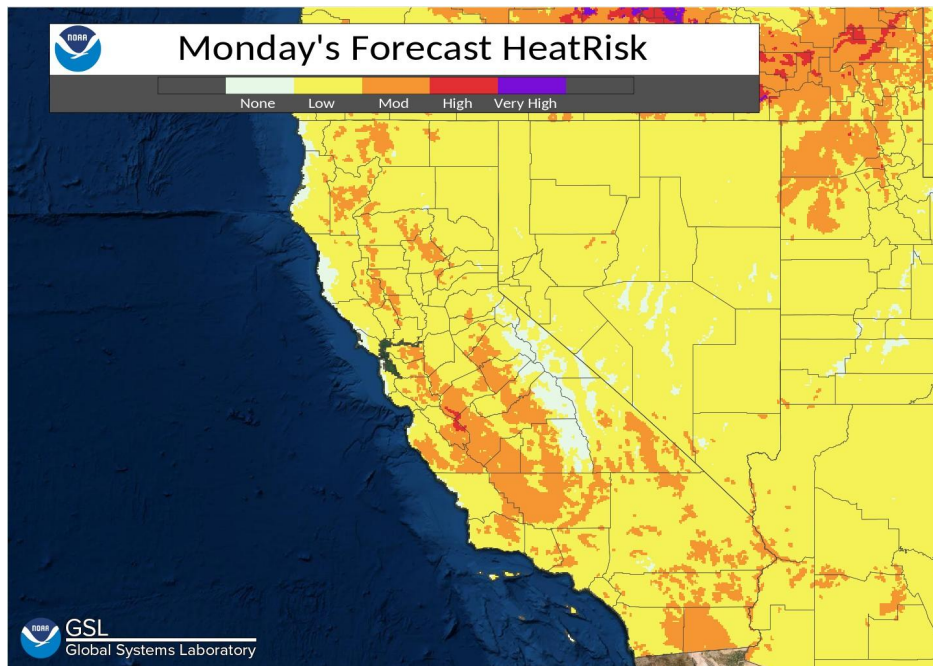 NOAA
Monday's Forecast HeatRisk
None Low Mod High Very High
NOAA
GSL
Global Systems Laboratory